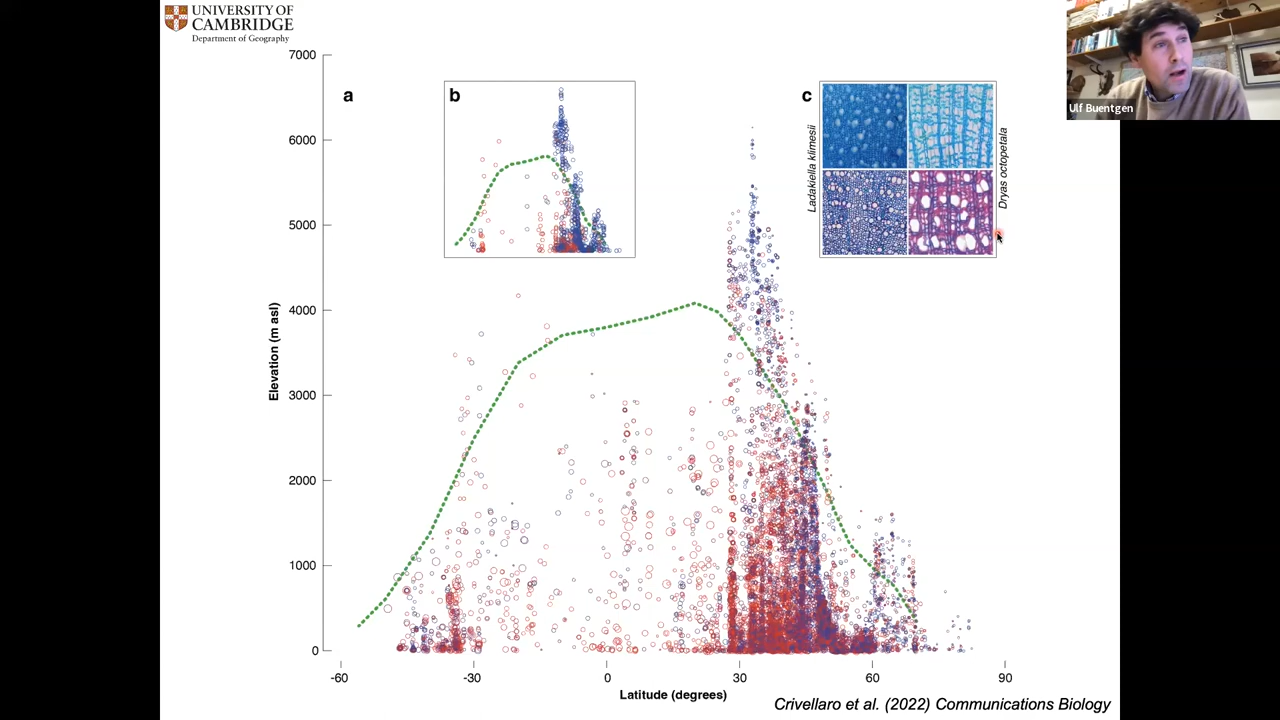 UNIVERSITY OF
CAMBRIDGE
Department of Geography
Ulf Buentgen
a
b
c
Ladakiella klimesii
Dryas octopetala
7000
6000
5000
4000
3000
2000
1000
0
Elevation (m asl)
-60
-30
0
30
60
90
Latitude (degrees)
Crivellaro et al. (2022) Communications Biology